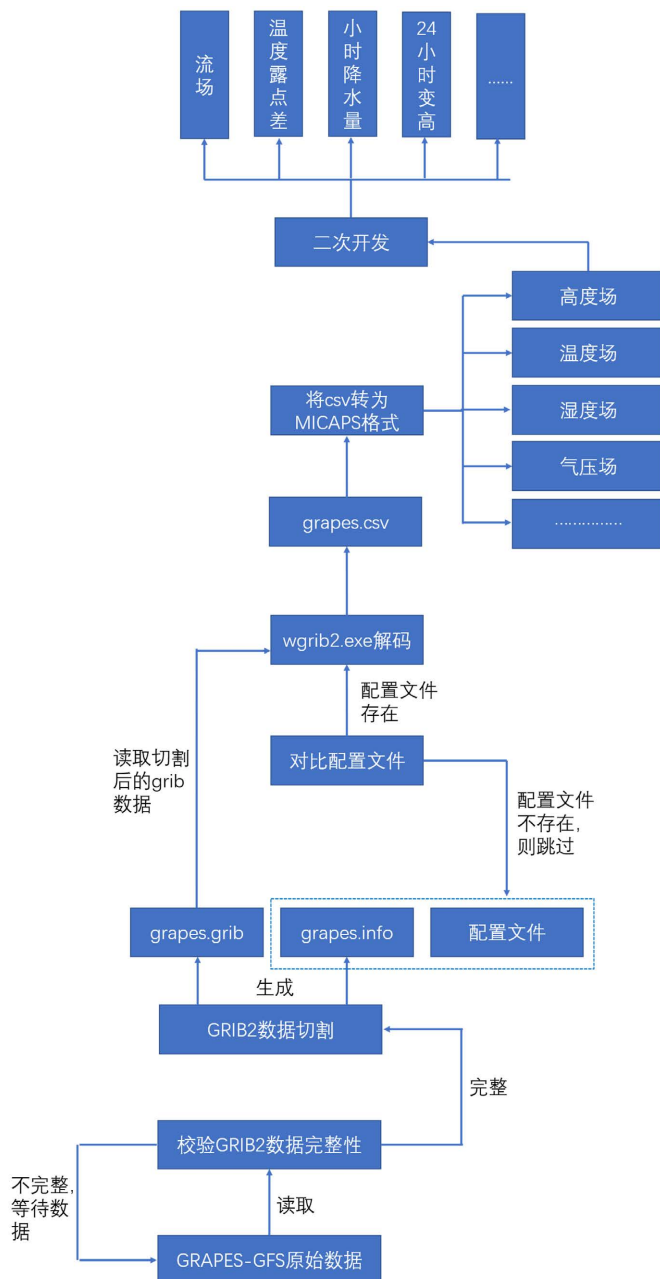 流场
温度露点差
小时降水量
24小时变高
......
二次开发
高度场
温度场
湿度场
气压场
..............
将csv转为
MICAPS格式
grapes.csv
wgrib2.exe解码
配置文件
存在
对比配置文件
读取切割
后的grib
数据
配置文件
不存在，
则跳过
grapes.grib
grapes.info
配置文件
生成
GRIB2数据切割
完整
校验GRIB2数据完整性
不完整，
等待数
据
读取
GRAPES-GFS原始数据